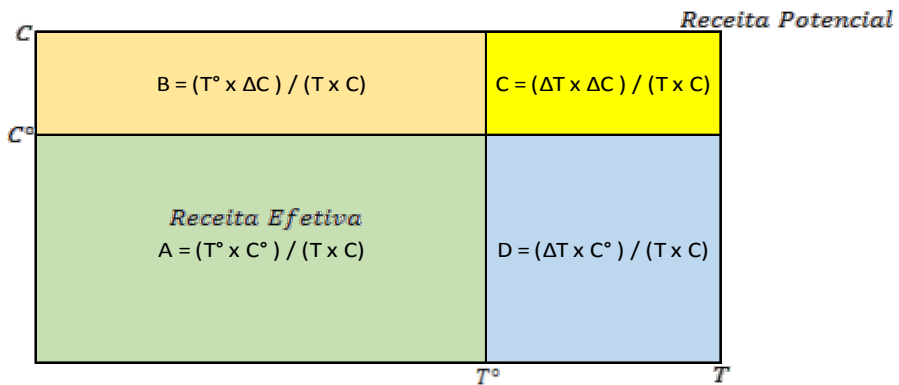 Receita Potencial
C
B = (T° x ΔC ) / (T x C)
C = (ΔT x ΔC ) / (T x C)
C°
Receita Efetiva
A = (T° x C° ) / (T x C)
D = (ΔT x C° ) / (T x C)
T°
T